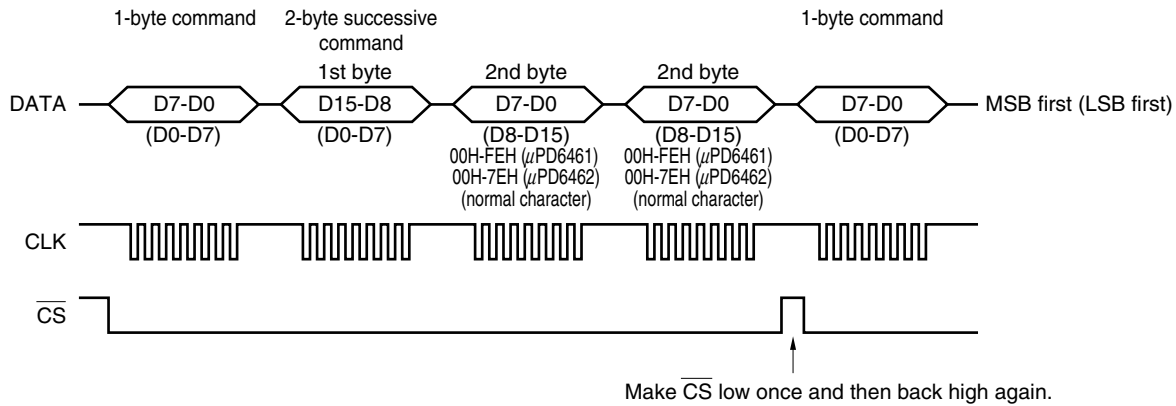 1-byte command 2-byte successive command 1-byte command
1st byte 2nd byte 2nd byte
DATA D7-D0 D15-D8 D7-D0 D7-D0 D7-D0 MSB first (LSB first)
(D0-D7) (D0-D7) (D8-D15) (D8-D15) (D0-D7)
00H-FEH (μPD6461) 00H-FEH (μPD6461)
00H-7EH (μPD6462) 00H-7EH (μPD6462)
(normal character) (normal character)
CLK
CS
Make CS low once and then back high again.